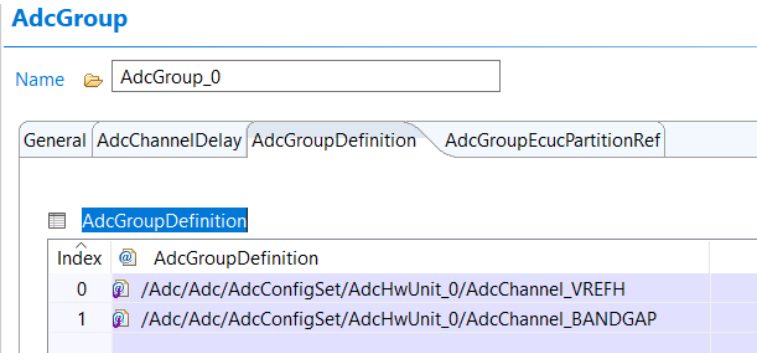 AdcGroup
Name AdcGroup_0
General AdcChannelDelay AdcGroupDefinition AdcGroupEcucPartitionRef
AdcGroupDefinition
Index AdcGroupDefinition
0 /Adc/Adc/AdcConfigSet/AdcHwUnit_0/AdcChannel_VREFH
1 /Adc/Adc/AdcConfigSet/AdcHwUnit_0/AdcChannel_BANDGAP